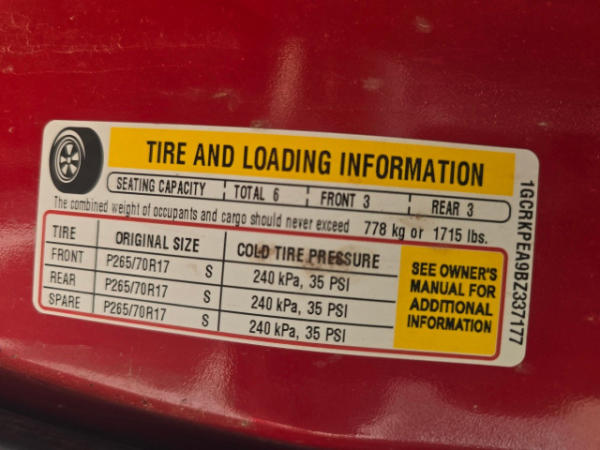 TIRE AND LOADING INFORMATION
SEATING CAPACITY TOTAL 6 FRONT 3 REAR 3
The combined weight of occupants and cargo should never exceed 778 kg or 1715 lbs.
TIRE ORIGINAL SIZE COLD TIRE PRESSURE
FRONT P265/70R17 S 240 kPa, 35 PSI
REAR P265/70R17 S 240 kPa, 35 PSI
SPARE P265/70R17 S 240 kPa, 35 PSI
SEE OWNER'S
MANUAL FOR
ADDITIONAL
INFORMATION
1GCRKPEA9BZ337177